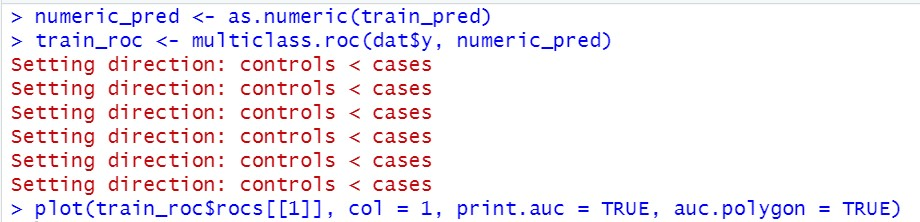 > numeric_pred <- as.numeric(train_pred)
> train_roc <- multiclass.roc(dat$y, numeric_pred)
Setting direction: controls < cases
Setting direction: controls < cases
Setting direction: controls < cases
Setting direction: controls < cases
Setting direction: controls < cases
Setting direction: controls < cases
> plot(train_roc$rocs[[1]], col = 1, print.auc = TRUE, auc.polygon = TRUE)